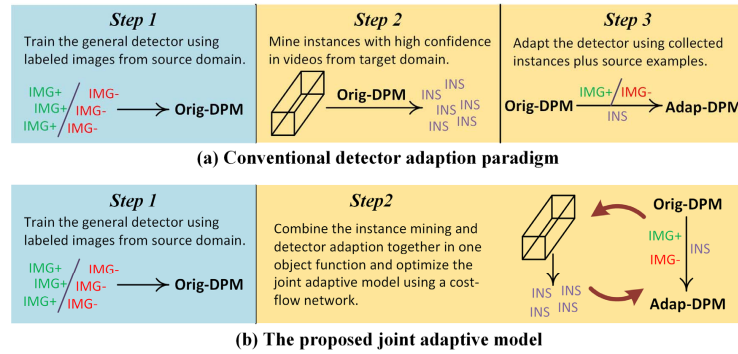 Step 1
Train the general detector using
labeled images from source domain.
IMG+
IMG+
IMG+
IMG-
IMG-
IMG-
Orig-DPM
Step 2
Mine instances with high confidence
in videos from target domain.
Orig-DPM
INS
INS
INS
INS
INS
INS
INS
Step 3
Adapt the detector using collected
instances plus source examples.
Orig-DPM
IMG+
IMG-
INS
Adap-DPM
(a) Conventional detector adaption paradigm
Step 1
Train the general detector using
labeled images from source domain.
IMG+
IMG+
IMG+
IMG-
IMG-
IMG-
Orig-DPM
Step2
Combine the instance mining and
detector adaption together in one
object function and optimize the
joint adaptive model using a cost-
flow network.
INS
INS
INS
INS
Orig-DPM
IMG+
IMG-
INS
Adap-DPM
(b) The proposed joint adaptive model